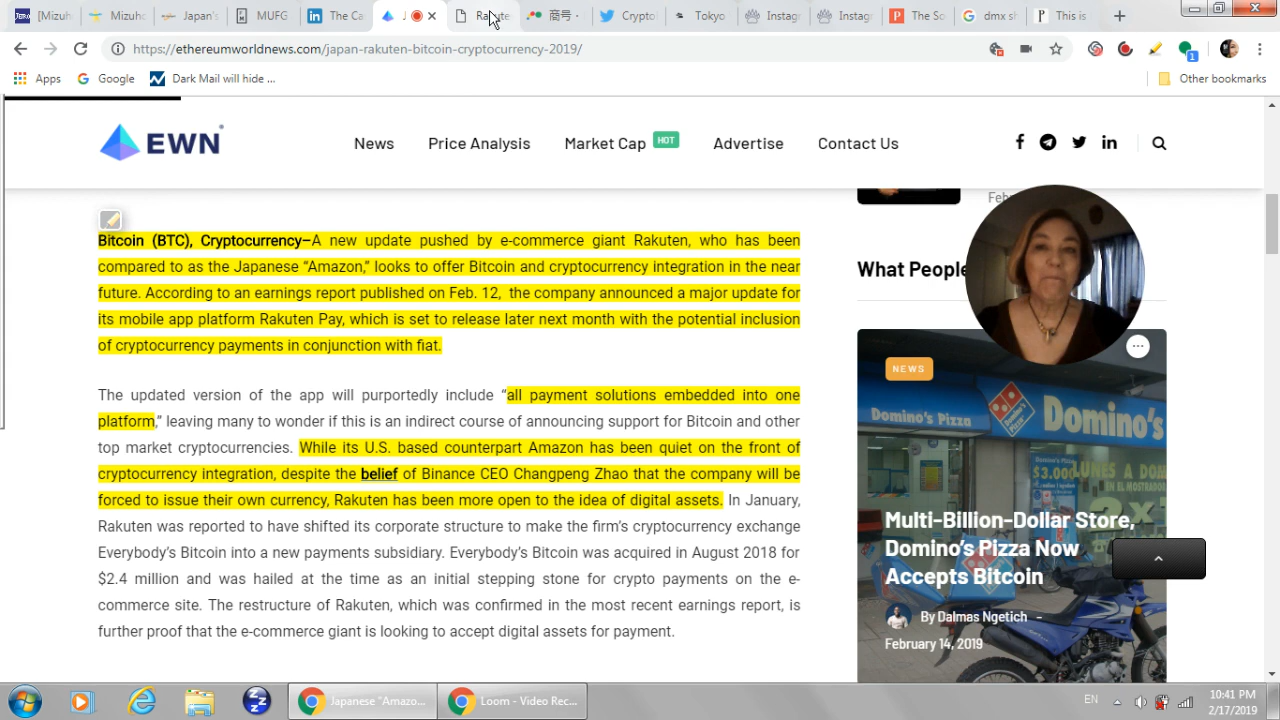 [Mizuh
Mizuho
Japan's
MUFG
The Ca
J
Rakute
商号・
Crypto
Tokyo
Instag
Instag
The So
dmx sh
This is
https://ethereumworldnews.com/japan-rakuten-bitcoin-cryptocurrency-2019/
1
Apps
Google
Dark Mail will hide ...
Other bookmarks
EWN
News
Price Analysis
Market Cap HOT
Advertise
Contact Us
Bitcoin (BTC), Cryptocurrency–A new update pushed by e-commerce giant Rakuten, who has been
compared to as the Japanese “Amazon,” looks to offer Bitcoin and cryptocurrency integration in the near
future. According to an earnings report published on Feb. 12, the company announced a major update for
its mobile app platform Rakuten Pay, which is set to release later next month with the potential inclusion
of cryptocurrency payments in conjunction with fiat.
The updated version of the app will purportedly include “all payment solutions embedded into one
platform,” leaving many to wonder if this is an indirect course of announcing support for Bitcoin and other
top market cryptocurrencies. While its U.S. based counterpart Amazon has been quiet on the front of
cryptocurrency integration, despite the belief of Binance CEO Changpeng Zhao that the company will be
forced to issue their own currency, Rakuten has been more open to the idea of digital assets. In January,
Rakuten was reported to have shifted its corporate structure to make the firm’s cryptocurrency exchange
Everybody’s Bitcoin into a new payments subsidiary. Everybody’s Bitcoin was acquired in August 2018 for
$2.4 million and was hailed at the time as an initial stepping stone for crypto payments on the e-
commerce site. The restructure of Rakuten, which was confirmed in the most recent earnings report, is
further proof that the e-commerce giant is looking to accept digital assets for payment.
What People
NEWS
Domino's Pizza
Domino's
$3.000
LUNES A DOM
EN EL MOSTRADOR
2x
Multi-Billion-Dollar Store,
Domino’s Pizza Now
Accepts Bitcoin
By Dalmas Ngetich –
February 14, 2019
Japanese "Amazo...
Loom - Video Rec...
EN
10:41 PM
2/17/2019